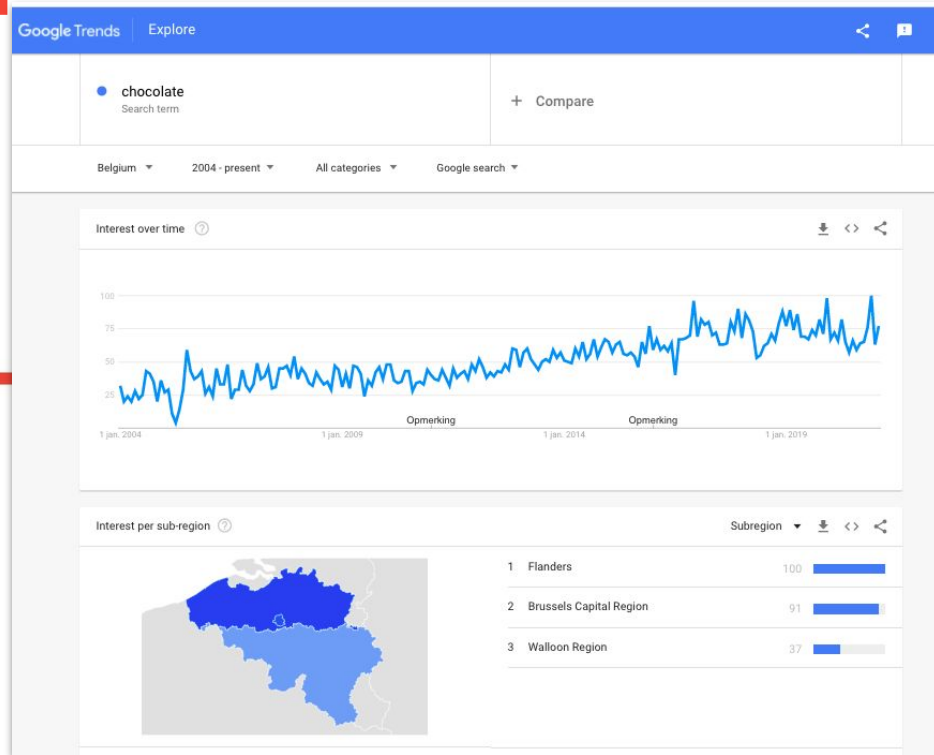 Google Trends Explore
chocolate
Search term
+ Compare
Belgium 2004 - present All categories Google search
Interest over time
100
75
50
25
Opmerking Opmerking
1 jan. 2004 1 jan. 2009 1 jan. 2014 1 jan. 2019
Interest per sub-region Subregion
1 Flanders 100
2 Brussels Capital Region 91
3 Walloon Region 37